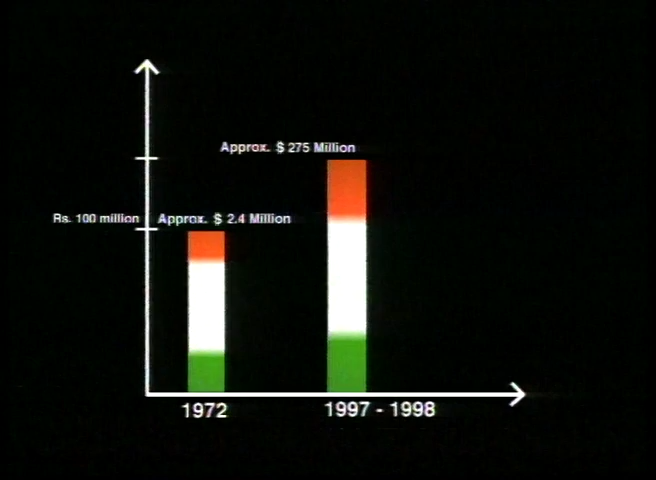 Approx. $ 275 Million
Rs. 100 million
Approx. $ 2.4 Million
1972
1997 - 1998